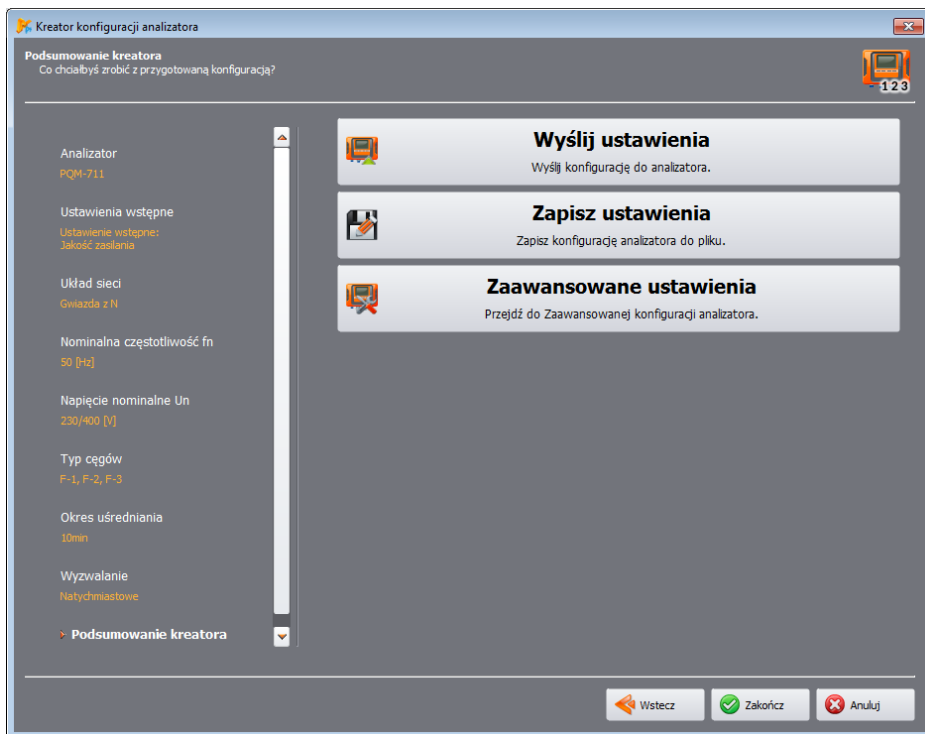 Kreator konfiguracji analizatora
Podsumowanie kreatora
Co chciałbyś zrobić z przygotowaną konfiguracją?
123
Analizator
PQM-711
Ustawienia wstępne
Ustawienie wstępne:
Jakość zasilania
Układ sieci
Gwiazda z N
Nominalna częstotliwość fn
50 [Hz]
Napięcie nominalne Un
230/400 [V]
Typ cęgów
F-1, F-2, F-3
Okres uśredniania
10min
Wyzwalanie
Natychmiastowe
Podsumowanie kreatora
Wyślij ustawienia
Wyślij konfigurację do analizatora.
Zapisz ustawienia
Zapisz konfigurację analizatora do pliku.
Zaawansowane ustawienia
Przejdź do Zaawansowanej konfiguracji analizatora.
Wstecz
Zakończ
Anuluj